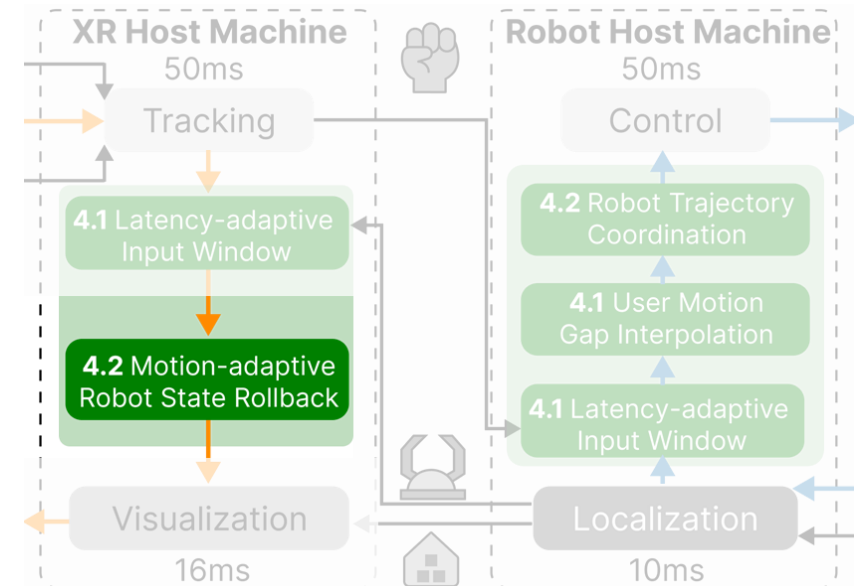 XR Host Machine
50ms
Tracking
4.1 Latency-adaptive
Input Window
4.2 Motion-adaptive
Robot State Rollback
Visualization
16ms
Robot Host Machine
50ms
Control
4.2 Robot Trajectory
Coordination
4.1 User Motion
Gap Interpolation
4.1 Latency-adaptive
Input Window
Localization
10ms